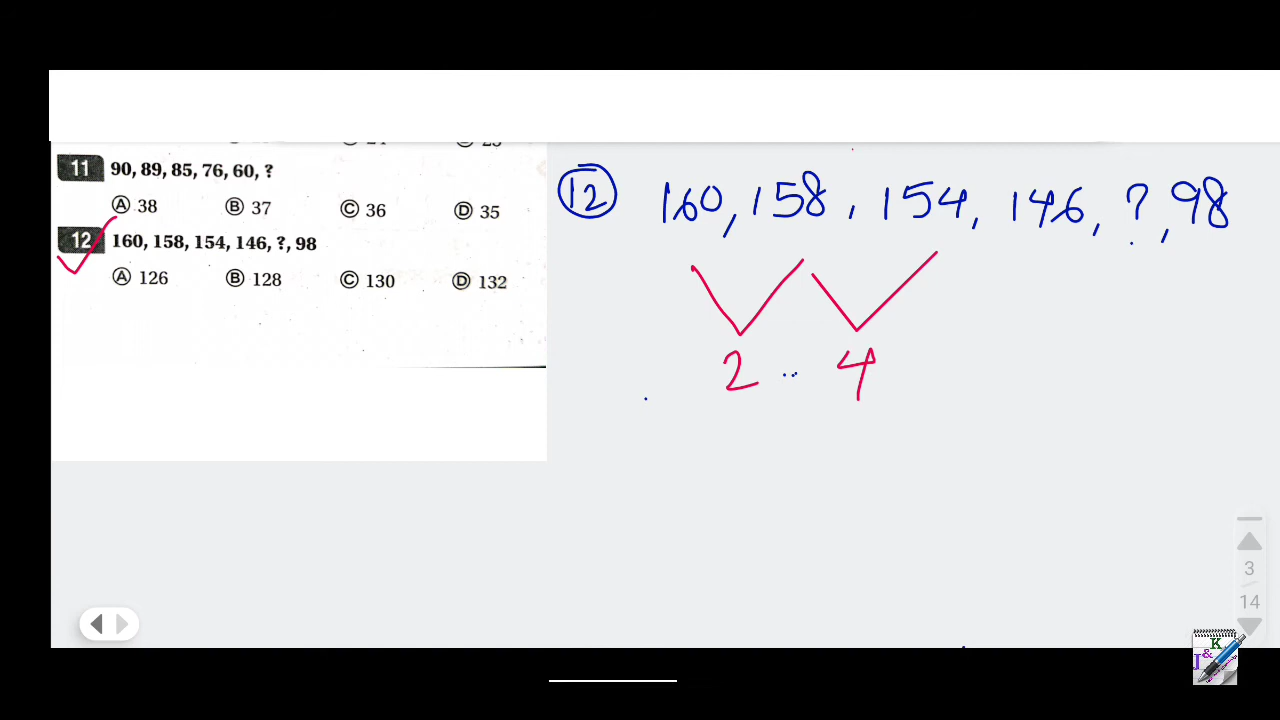 11 90, 89, 85, 76, 60, ?
Ⓐ 38 Ⓑ 37 Ⓒ 36 Ⓓ 35
12 160, 158, 154, 146, ?, 98
Ⓐ 126 Ⓑ 128 Ⓒ 130 Ⓓ 132
⑫ 160, 158, 154, 146, ?, 98
2 4
3
14
J & K